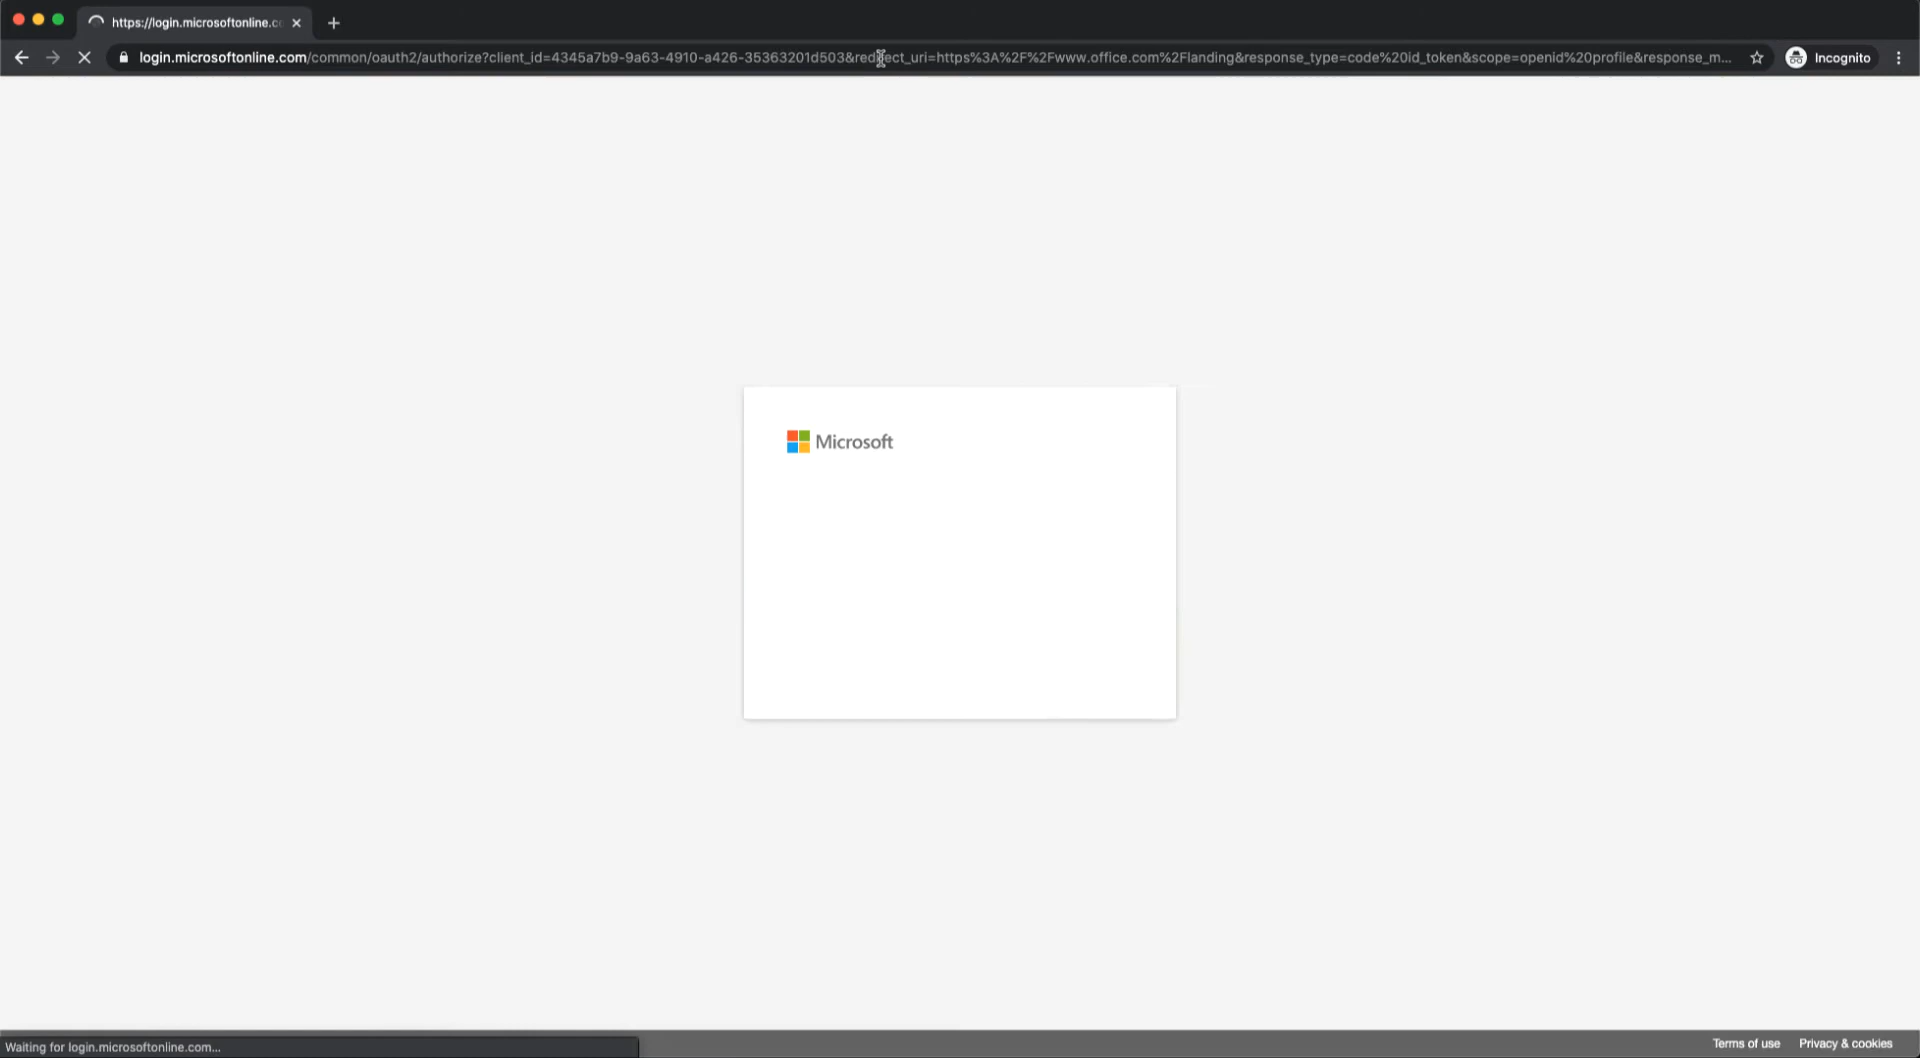 https://login.microsoftonline.c
login.microsoftonline.com/common/oauth2/authorize?client_id=4345a7b9-9a63-4910-a426-35363201d503&redirect_uri=https%3A%2F%2Fwww.office.com%2Flanding&response_type=code%20id_token&scope=openid%20profile&response_m...
Incognito
Microsoft
Waiting for login.microsoftonline.com...
Terms of use
Privacy & cookies